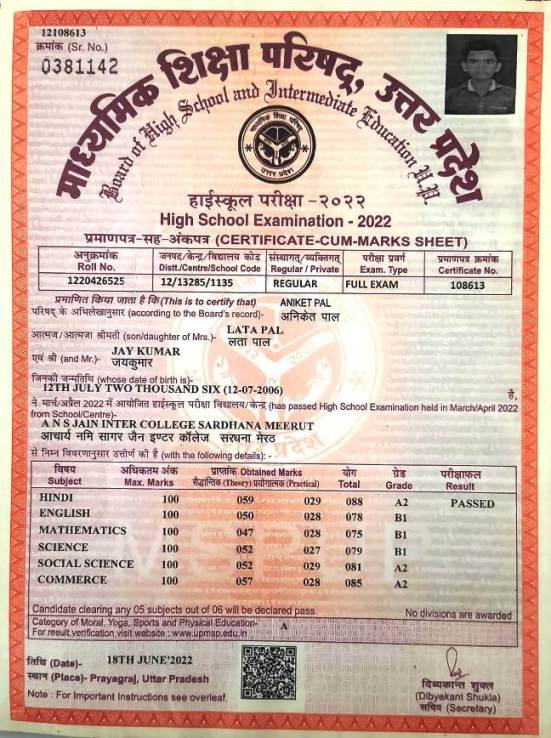 12108613
क्रमांक (Sr. No.)
0381142
माध्यमिक शिक्षा परिषद, उत्तर प्रदेश
Board of High School and Intermediate Education U.P.
माध्यमिक शिक्षा परिषद
उत्तर प्रदेश
हाईस्कूल परीक्षा -२०२२
High School Examination - 2022
प्रमाणपत्र-सह-अंकपत्र (CERTIFICATE-CUM-MARKS SHEET)
अनुक्रमांक जनपद/केन्द्र/विद्यालय कोड संस्थागत/व्यक्तिगत परीक्षा प्रवर्ग प्रमाणपत्र क्रमांक
Roll No. Distt./Centre/School Code Regular / Private Exam. Type Certificate No.
1220426525 12/13285/1135 REGULAR FULL EXAM 108613
प्रमाणित किया जाता है कि(This is to certify that) ANIKET PAL
परिषद के अभिलेखानुसार (according to the Board's record)- अनिकेत पाल
आत्मज/आत्मजा श्रीमती (son/daughter of Mrs.)- LATA PAL
लता पाल
एवं श्री (and Mr.)- JAY KUMAR
जयकुमार
जिनकी जन्मतिथि (whose date of birth is)-
12TH JULY TWO THOUSAND SIX (12-07-2006) है,
ने मार्च/अप्रैल 2022 में आयोजित हाईस्कूल परीक्षा विद्यालय/केन्द्र (has passed High School Examination held in March/April 2022
from School/Centre)-
A N S JAIN INTER COLLEGE SARDHANA MEERUT
आचार्य नमि सागर जैन इण्टर कॉलेज सरधना मेरठ
से निम्न विवरणानुसार उत्तीर्ण की है (with the following details): -
विषय अधिकतम अंक प्राप्तांक Obtained Marks योग ग्रेड परीक्षाफल
Subject Max. Marks सैद्धान्तिक (Theory) प्रयोगात्मक (Practical) Total Grade Result
HINDI 100 059 029 088 A2 PASSED
ENGLISH 100 050 028 078 B1
MATHEMATICS 100 047 028 075 B1
SCIENCE 100 052 027 079 B1
SOCIAL SCIENCE 100 052 029 081 A2
COMMERCE 100 057 028 085 A2
Candidate clearing any 05 subjects out of 06 will be declared pass. No divisions are awarded
Category of Moral, Yoga, Sports and Physical Education- A
For result verification visit website : www.upmsp.edu.in
तिथि (Date)- 18TH JUNE'2022
स्थान (Place)- Prayagraj, Uttar Pradesh
Note : For Important Instructions see overleaf.
दिब्यकान्त शुक्ल
(Dibyakant Shukla)
सचिव (Secretary)